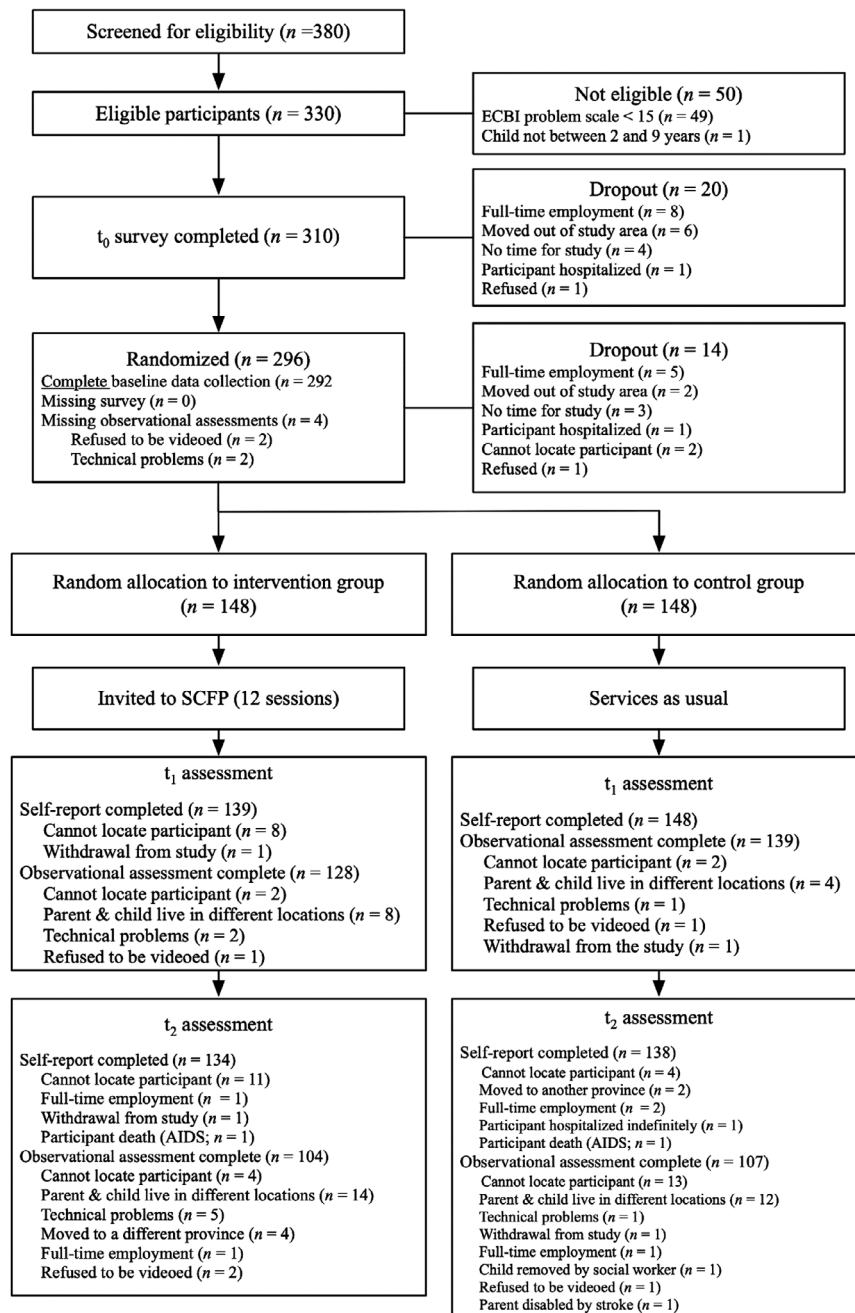 Screened for eligibility (n =380)
Eligible participants (n = 330)
Not eligible (n = 50)
ECBI problem scale < 15 (n = 49)
Child not between 2 and 9 years (n = 1)
t0 survey completed (n = 310)
Dropout (n = 20)
Full-time employment (n = 8)
Moved out of study area (n = 6)
No time for study (n = 4)
Participant hospitalized (n = 1)
Refused (n = 1)
Randomized (n = 296)
Complete baseline data collection (n = 292
Missing survey (n = 0)
Missing observational assessments (n = 4)
Refused to be videoed (n = 2)
Technical problems (n = 2)
Dropout (n = 14)
Full-time employment (n = 5)
Moved out of study area (n = 2)
No time for study (n = 3)
Participant hospitalized (n = 1)
Cannot locate participant (n = 2)
Refused (n = 1)
Random allocation to intervention group
(n = 148)
Random allocation to control group
(n = 148)
Invited to SCFP (12 sessions)
Services as usual
t1 assessment
Self-report completed (n = 139)
Cannot locate participant (n = 8)
Withdrawal from study (n = 1)
Observational assessment complete (n = 128)
Cannot locate participant (n = 2)
Parent & child live in different locations (n = 8)
Technical problems (n = 2)
Refused to be videoed (n = 1)
t1 assessment
Self-report completed (n = 148)
Observational assessment complete (n = 139)
Cannot locate participant (n = 2)
Parent & child live in different locations (n = 4)
Technical problems (n = 1)
Refused to be videoed (n = 1)
Withdrawal from the study (n = 1)
t2 assessment
Self-report completed (n = 134)
Cannot locate participant (n = 11)
Full-time employment (n = 1)
Withdrawal from study (n = 1)
Participant death (AIDS; n = 1)
Observational assessment complete (n = 104)
Cannot locate participant (n = 4)
Parent & child live in different locations (n = 14)
Technical problems (n = 5)
Moved to a different province (n = 4)
Full-time employment (n = 1)
Refused to be videoed (n = 2)
t2 assessment
Self-report completed (n = 138)
Cannot locate participant (n = 4)
Moved to another province (n = 2)
Full-time employment (n = 2)
Participant hospitalized indefinitely (n = 1)
Participant death (AIDS; n = 1)
Observational assessment complete (n = 107)
Cannot locate participant (n = 13)
Parent & child live in different locations (n = 12)
Technical problems (n = 1)
Withdrawal from study (n = 1)
Full-time employment (n = 1)
Child removed by social worker (n = 1)
Refused to be videoed (n = 1)
Parent disabled by stroke (n = 1)